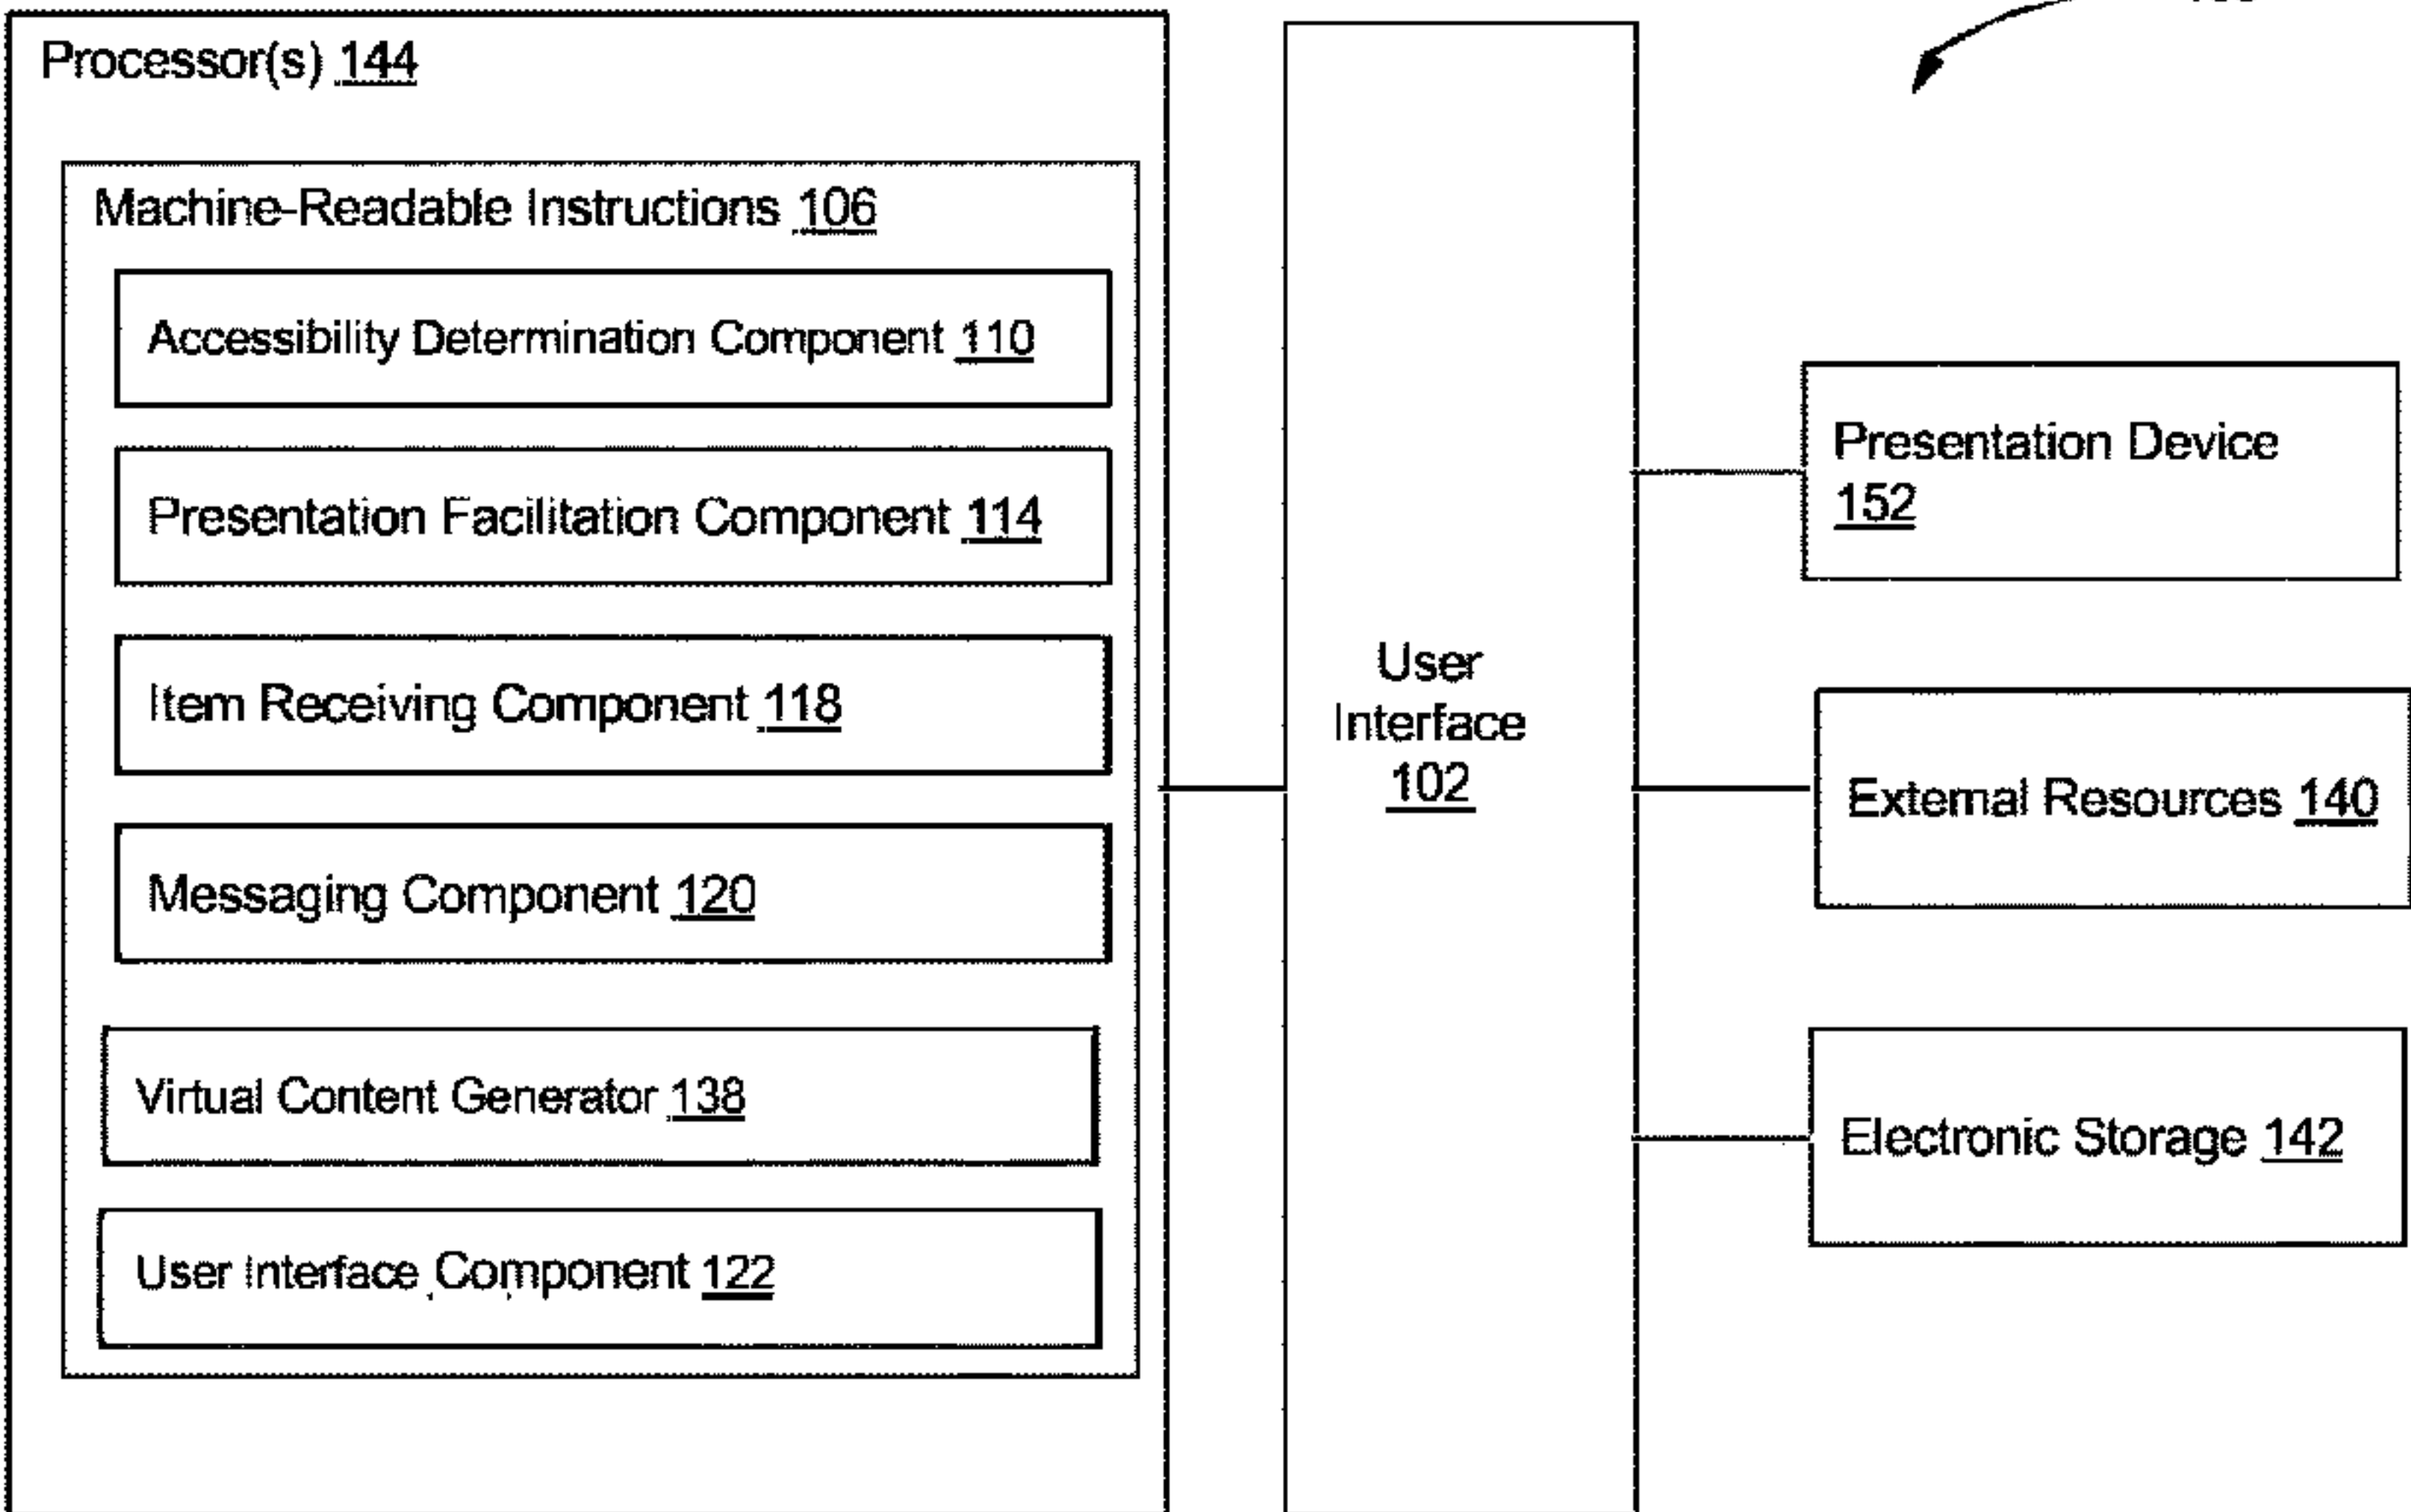 Processor(s) 144
Machine-Readable Instructions 106
Accessibility Determination Component 110
Presentation Facilitation Component 114
Item Receiving Component 118
Messaging Component 120
Virtual Content Generator 138
User Interface Component 122
User
Interface
102
Presentation Device
152
External Resources 140
Electronic Storage 142